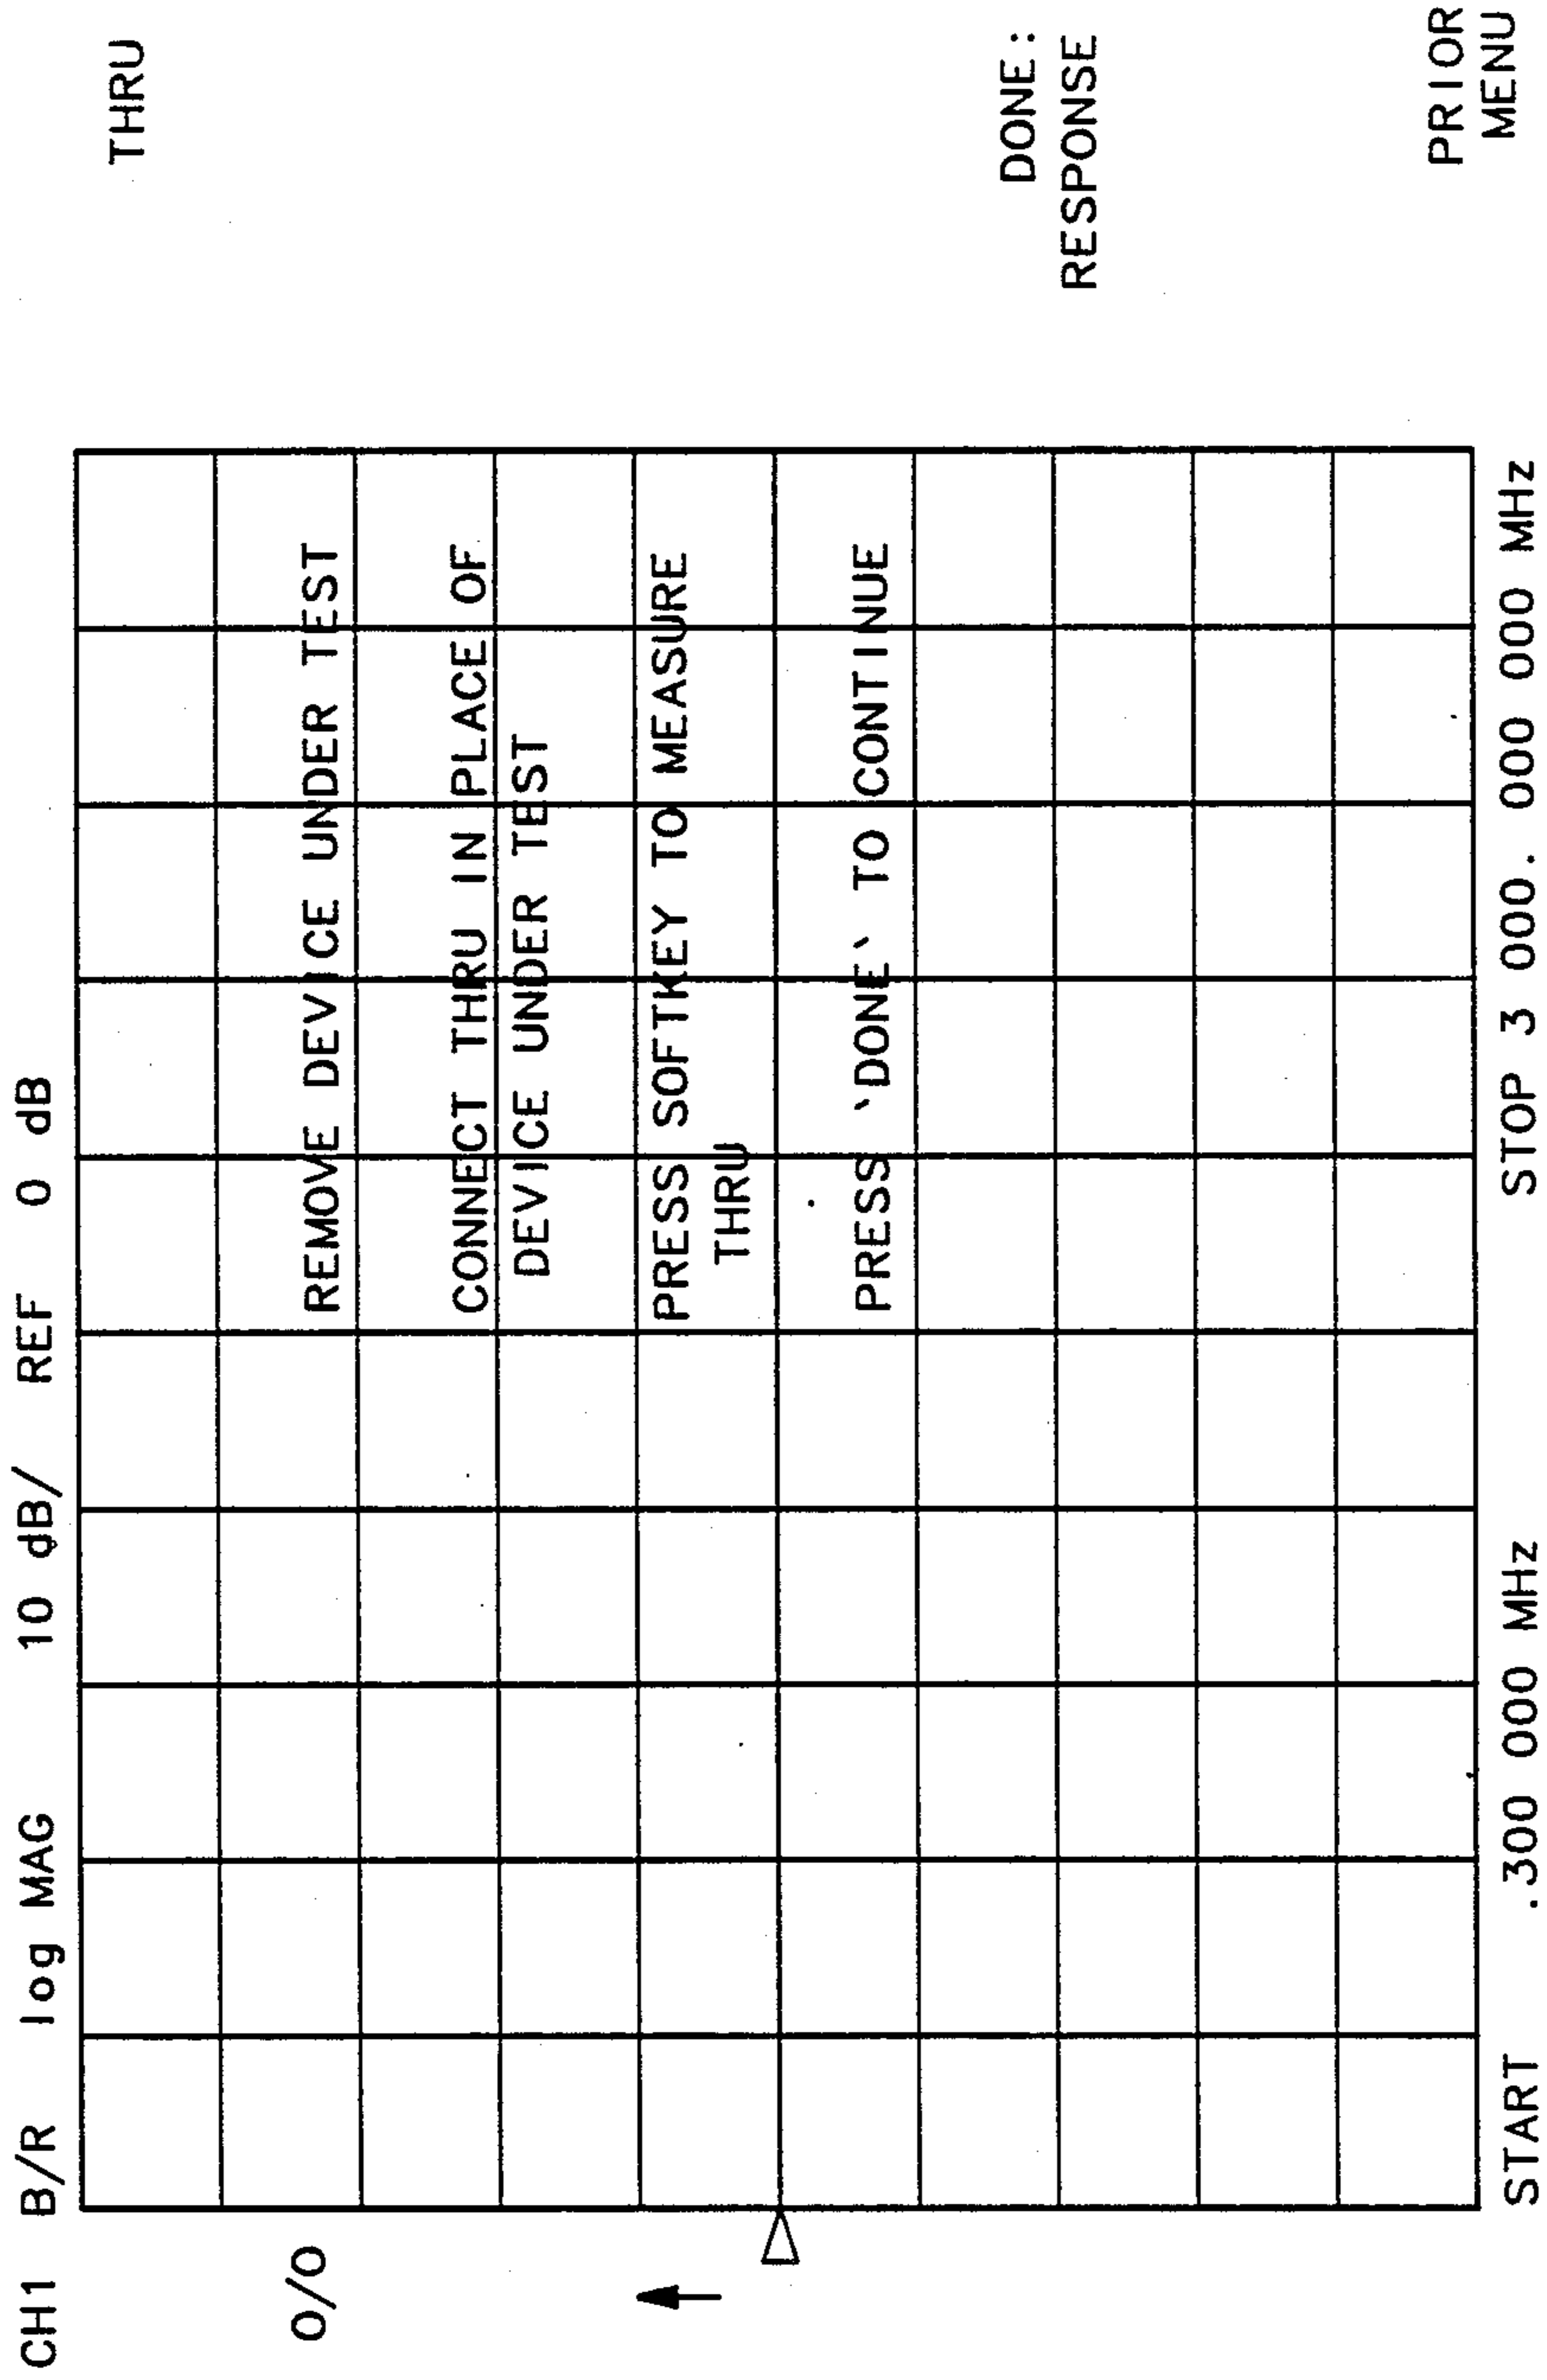 CH1 B/R log MAG 10 dB/ REF 0 dB
THRU
O/O
REMOVE DEVICE UNDER TEST
CONNECT THRU IN PLACE OF
DEVICE UNDER TEST
PRESS SOFTKEY TO MEASURE
THRU
PRESS `DONE` TO CONTINUE
DONE:
RESPONSE
PRIOR
MENU
START .300 000 MHz STOP 3 000. 000 000 MHz